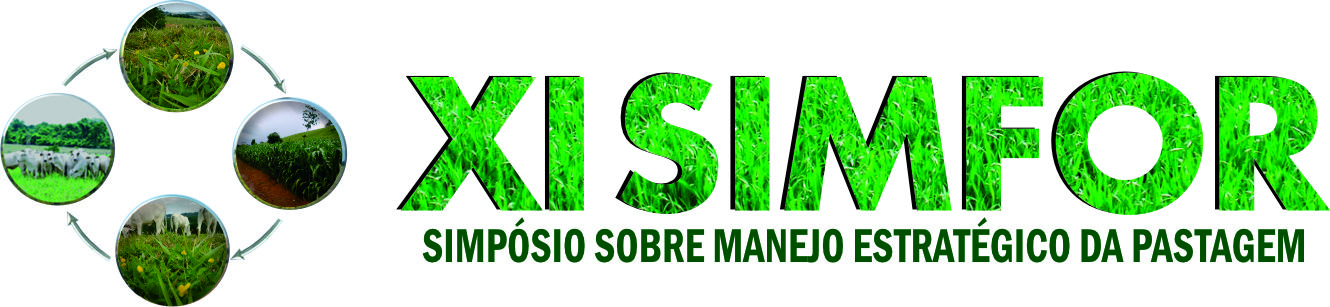 XI SIMFOR
SIMPÓSIO SOBRE MANEJO ESTRATÉGICO DA PASTAGEM